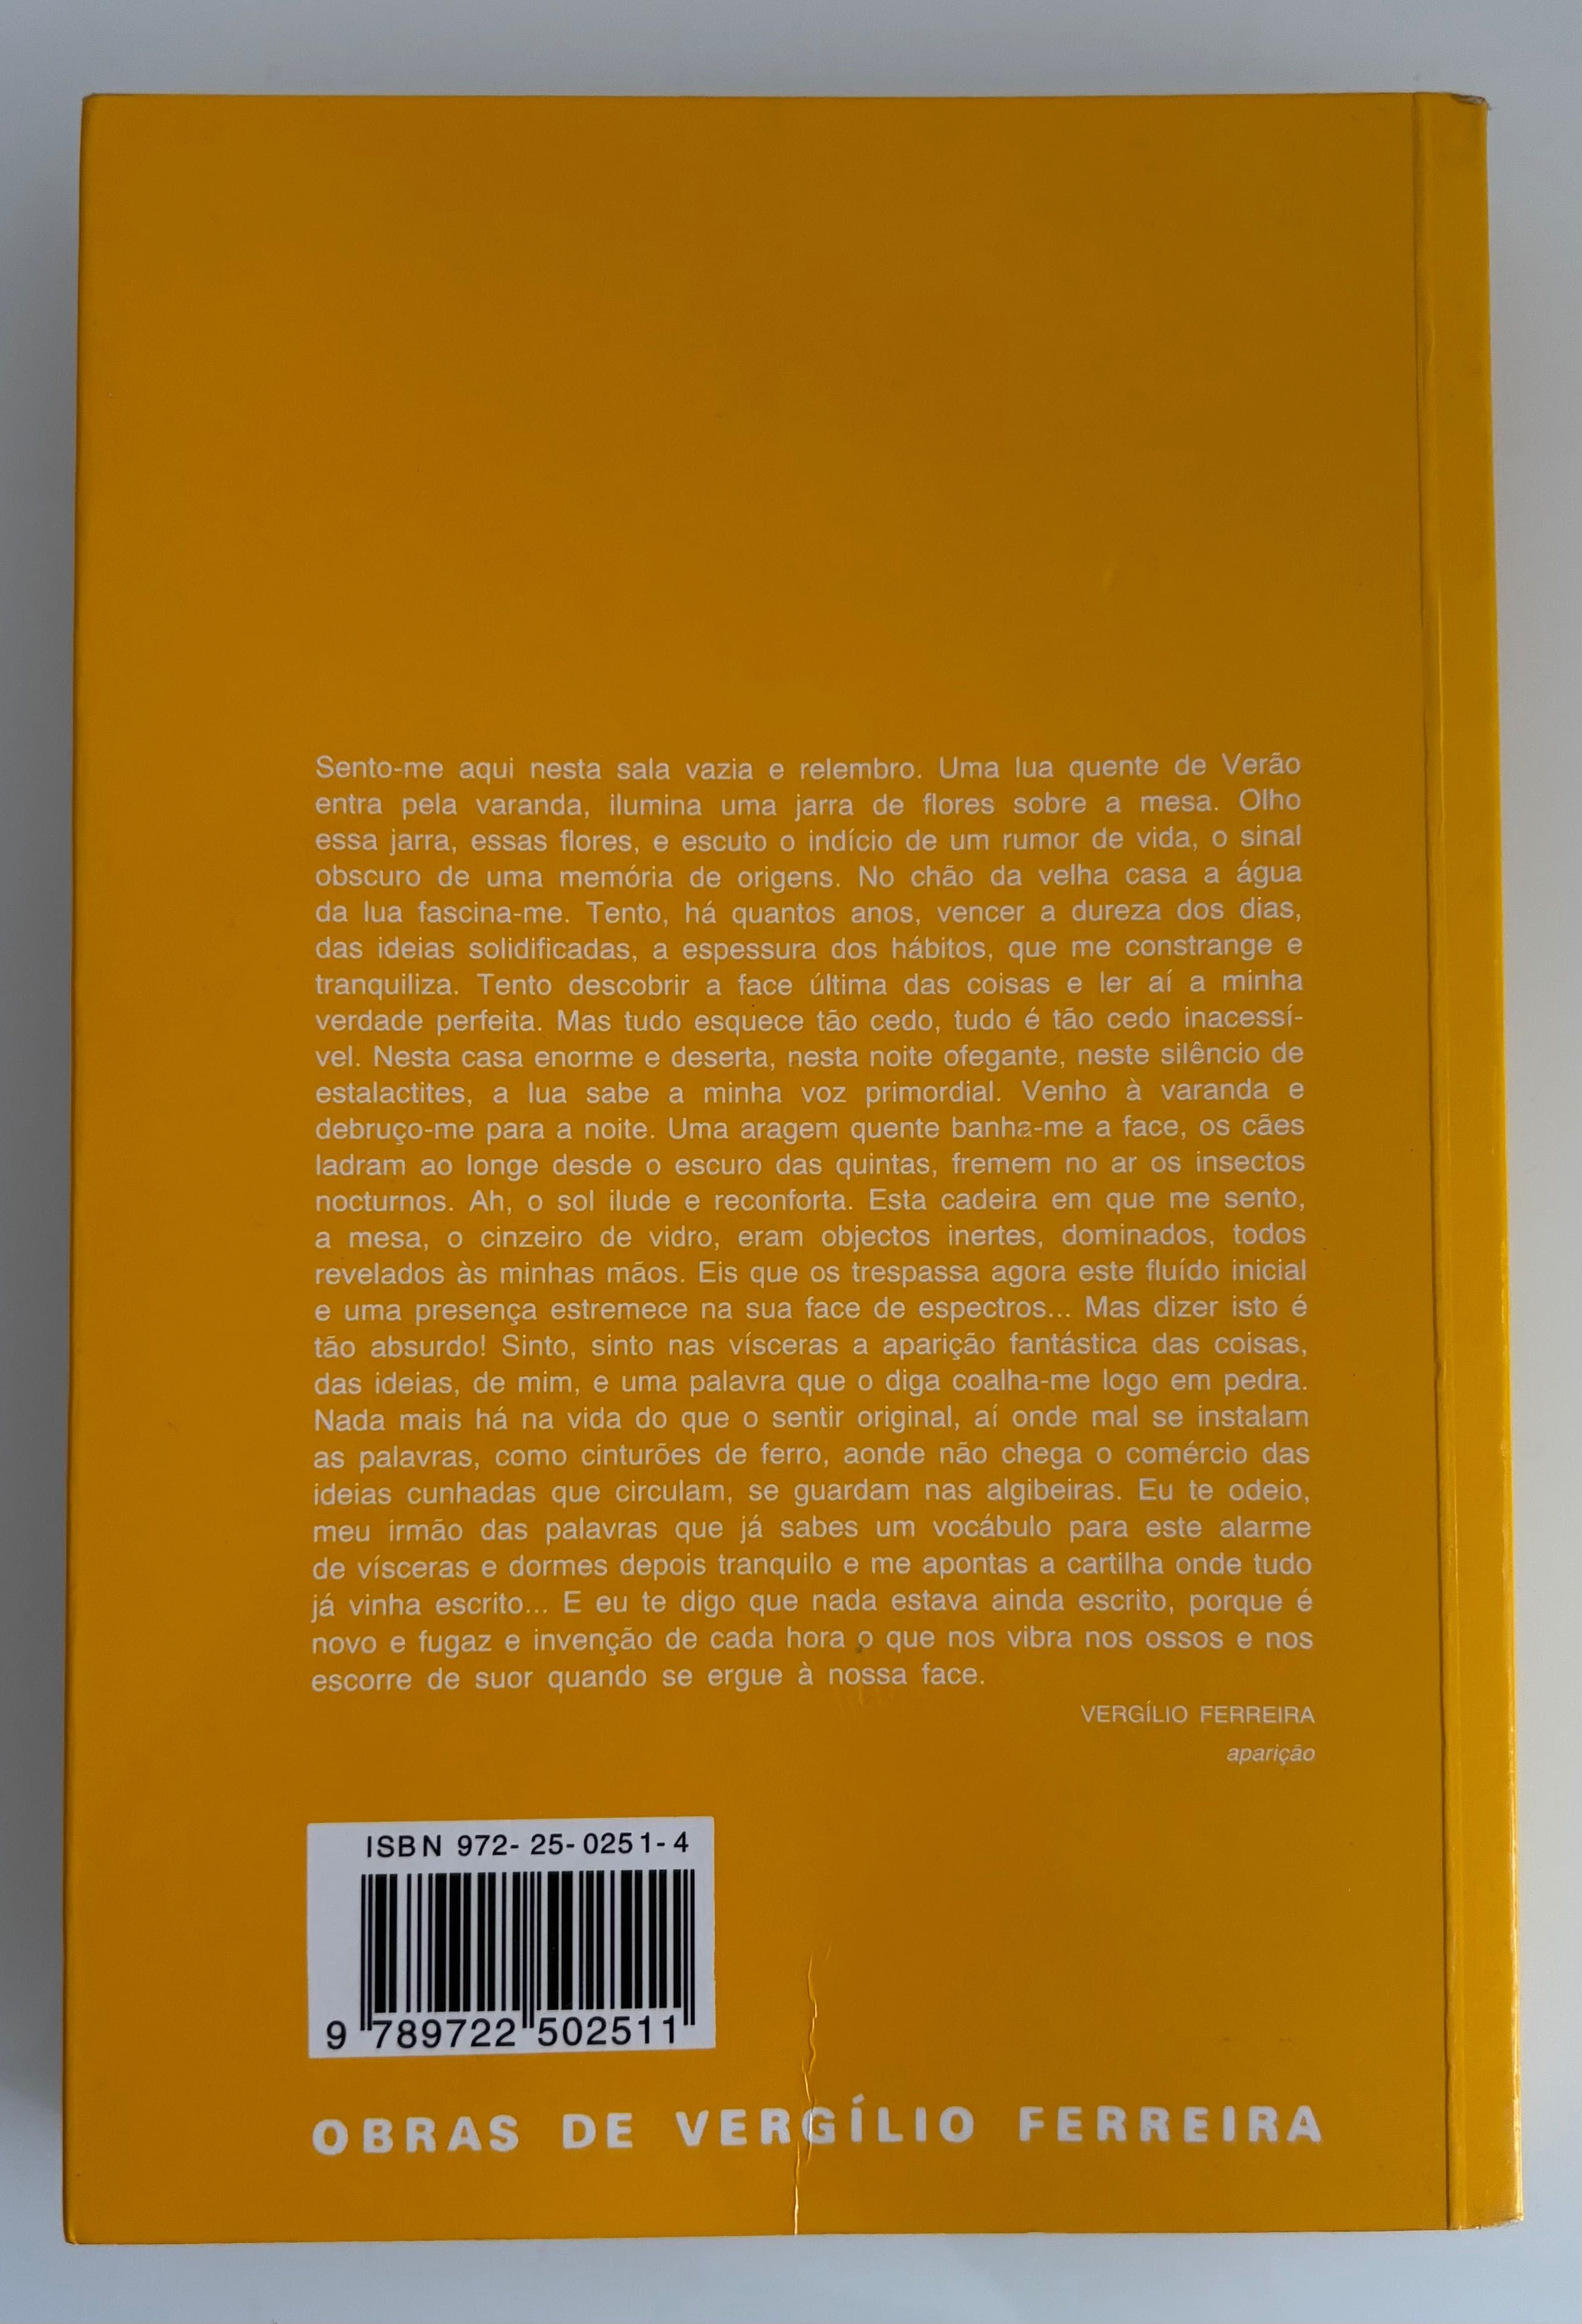 Sento-me aqui nesta sala vazia e relembro. Uma lua quente de Verão
entra pela varanda, ilumina uma jarra de flores sobre a mesa. Olho
essa jarra, essas flores, e escuto o indício de um rumor de vida, o sinal
obscuro de uma memória de origens. No chão da velha casa a água
da lua fascina-me. Tento, há quantos anos, vencer a dureza dos dias,
das ideias solidificadas, a espessura dos hábitos, que me constrange e
tranquiliza. Tento descobrir a face última das coisas e ler aí a minha
verdade perfeita. Mas tudo esquece tão cedo, tudo é tão cedo inacessí-
vel. Nesta casa enorme e deserta, nesta noite ofegante, neste silêncio de
estalactites, a lua sabe a minha voz primordial. Venho à varanda e
debruço-me para a noite. Uma aragem quente banha-me a face, os cães
ladram ao longe desde o escuro das quintas, fremem no ar os insectos
nocturnos. Ah, o sol ilude e reconforta. Esta cadeira em que me sento,
a mesa, o cinzeiro de vidro, eram objectos inertes, dominados, todos
revelados às minhas mãos. Eis que os trespassa agora este fluído inicial
e uma presença estremece na sua face de espectros... Mas dizer isto é
tão absurdo! Sinto, sinto nas vísceras a aparição fantástica das coisas,
das ideias, de mim, e uma palavra que o diga coalha-me logo em pedra.
Nada mais há na vida do que o sentir original, aí onde mal se instalam
as palavras, como cinturões de ferro, aonde não chega o comércio das
ideias cunhadas que circulam, se guardam nas algibeiras. Eu te odeio,
meu irmão das palavras que já sabes um vocábulo para este alarme
de vísceras e dormes depois tranquilo e me apontas a cartilha onde tudo
já vinha escrito... E eu te digo que nada estava ainda escrito, porque é
novo e fugaz e invenção de cada hora o que nos vibra nos ossos e nos
escorre de suor quando se ergue à nossa face.
VERGÍLIO FERREIRA
aparição
ISBN 972-25-0251-4
9 789722 502511
OBRAS DE VERGÍLIO FERREIRA